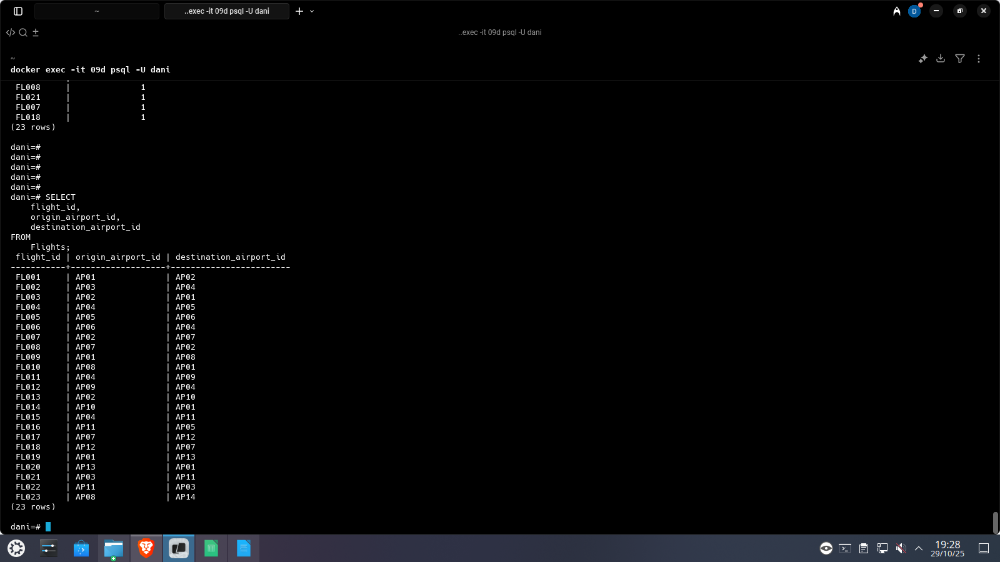 ~
..exec -it 09d psql -U dani
D
..exec -it 09d psql -U dani
~
docker exec -it 09d psql -U dani
 FL008     |              1
 FL021     |              1
 FL007     |              1
 FL018     |              1
(23 rows)
dani=#
dani=#
dani=#
dani=#
dani=#
dani=# SELECT
    flight_id,
    origin_airport_id,
    destination_airport_id
FROM
    Flights;
 flight_id | origin_airport_id | destination_airport_id
-----------+-------------------+------------------------
 FL001     | AP01              | AP02
 FL002     | AP03              | AP04
 FL003     | AP02              | AP01
 FL004     | AP04              | AP05
 FL005     | AP05              | AP06
 FL006     | AP06              | AP04
 FL007     | AP02              | AP07
 FL008     | AP07              | AP02
 FL009     | AP01              | AP08
 FL010     | AP08              | AP01
 FL011     | AP04              | AP09
 FL012     | AP09              | AP04
 FL013     | AP02              | AP10
 FL014     | AP10              | AP01
 FL015     | AP04              | AP11
 FL016     | AP11              | AP05
 FL017     | AP07              | AP12
 FL018     | AP12              | AP07
 FL019     | AP01              | AP13
 FL020     | AP13              | AP01
 FL021     | AP03              | AP11
 FL022     | AP11              | AP03
 FL023     | AP08              | AP14
(23 rows)
dani=#
19:28
29/10/25